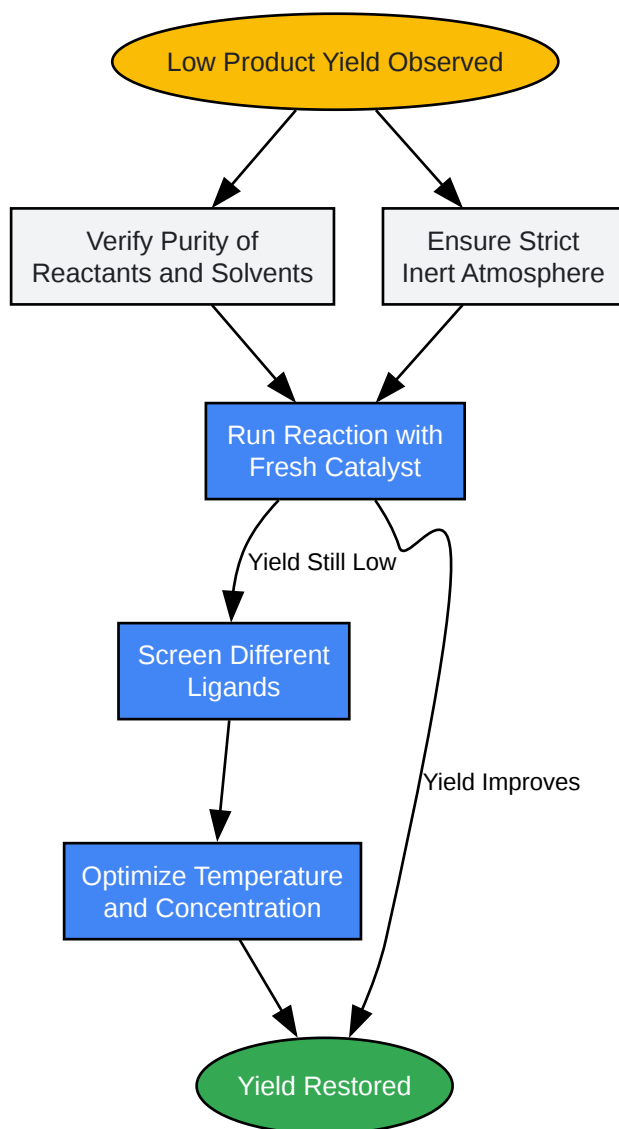 Low Product Yield Observed
Verify Purity of
Reactants and Solvents
Ensure Strict
Inert Atmosphere
Run Reaction with
Fresh Catalyst
Yield Still Low
Screen Different
Ligands
Yield Improves
Optimize Temperature
and Concentration
Yield Restored